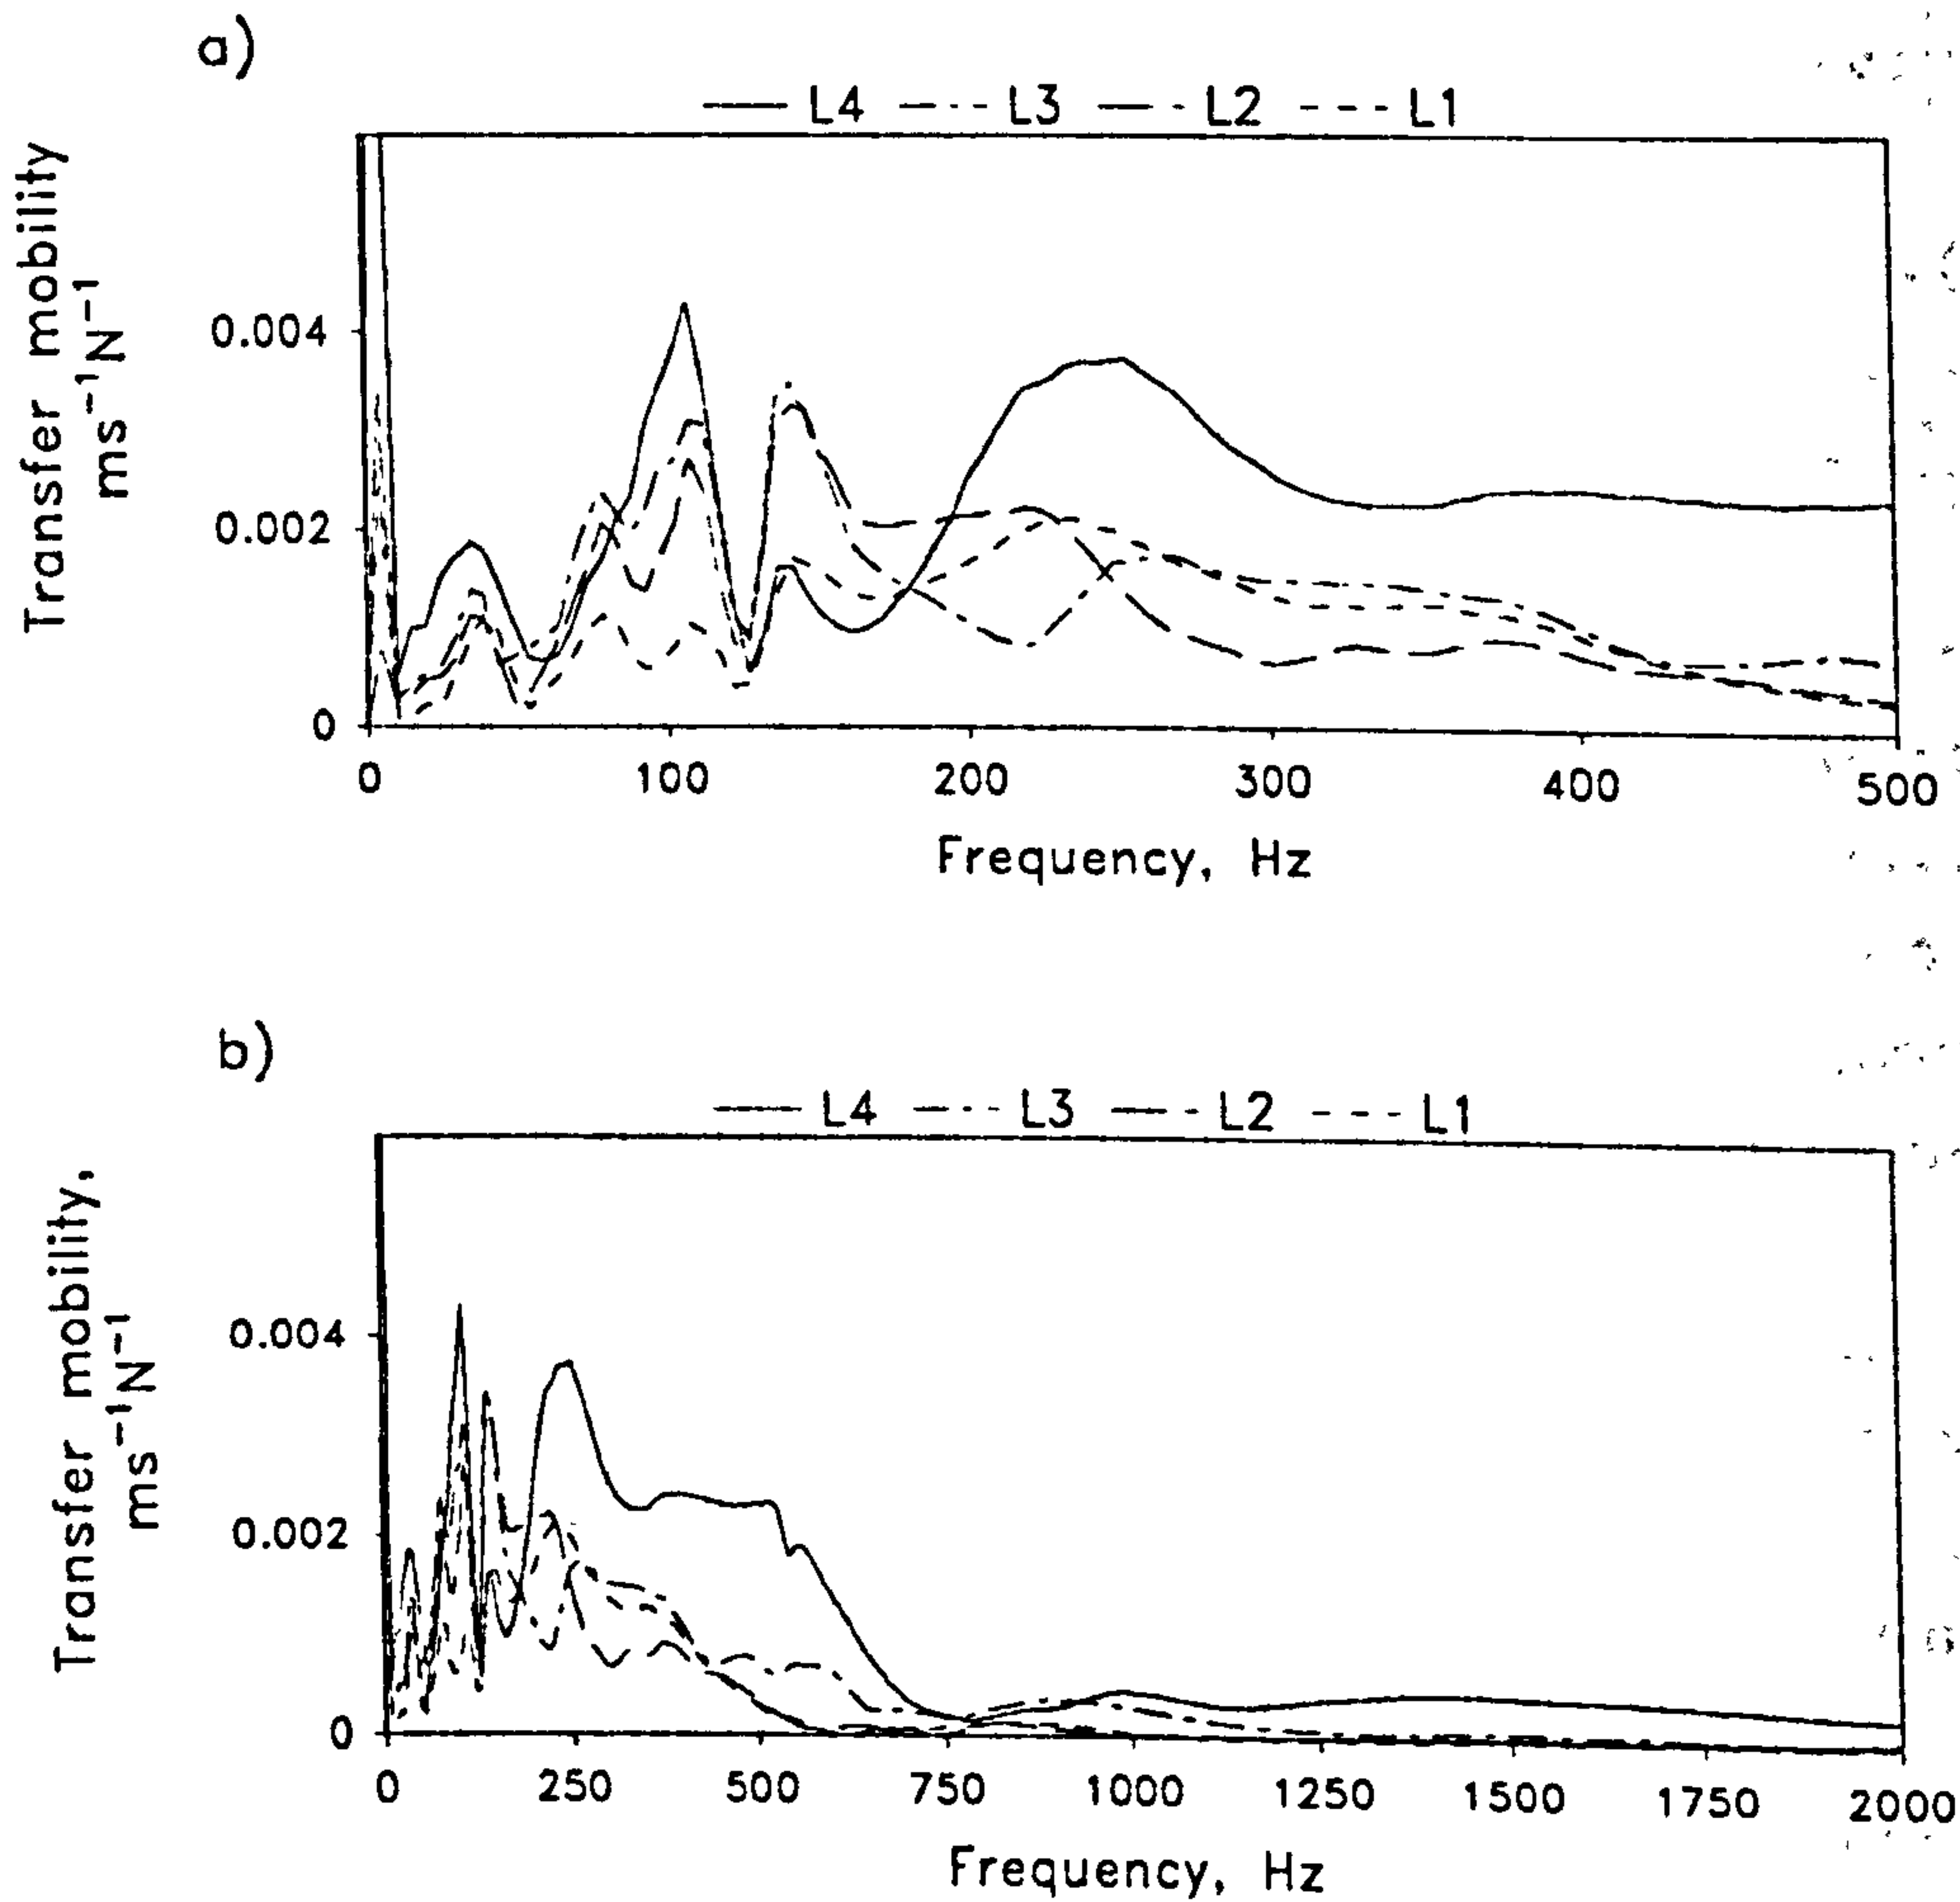 a)
L4 L3 L2 L1
Transfer mobility
ms⁻¹N⁻¹
0.004
0.002
0
0 100 200 300 400 500
Frequency, Hz
b)
L4 L3 L2 L1
Transfer mobility,
ms⁻¹N⁻¹
0.004
0.002
0
0 250 500 750 1000 1250 1500 1750 2000
Frequency, Hz